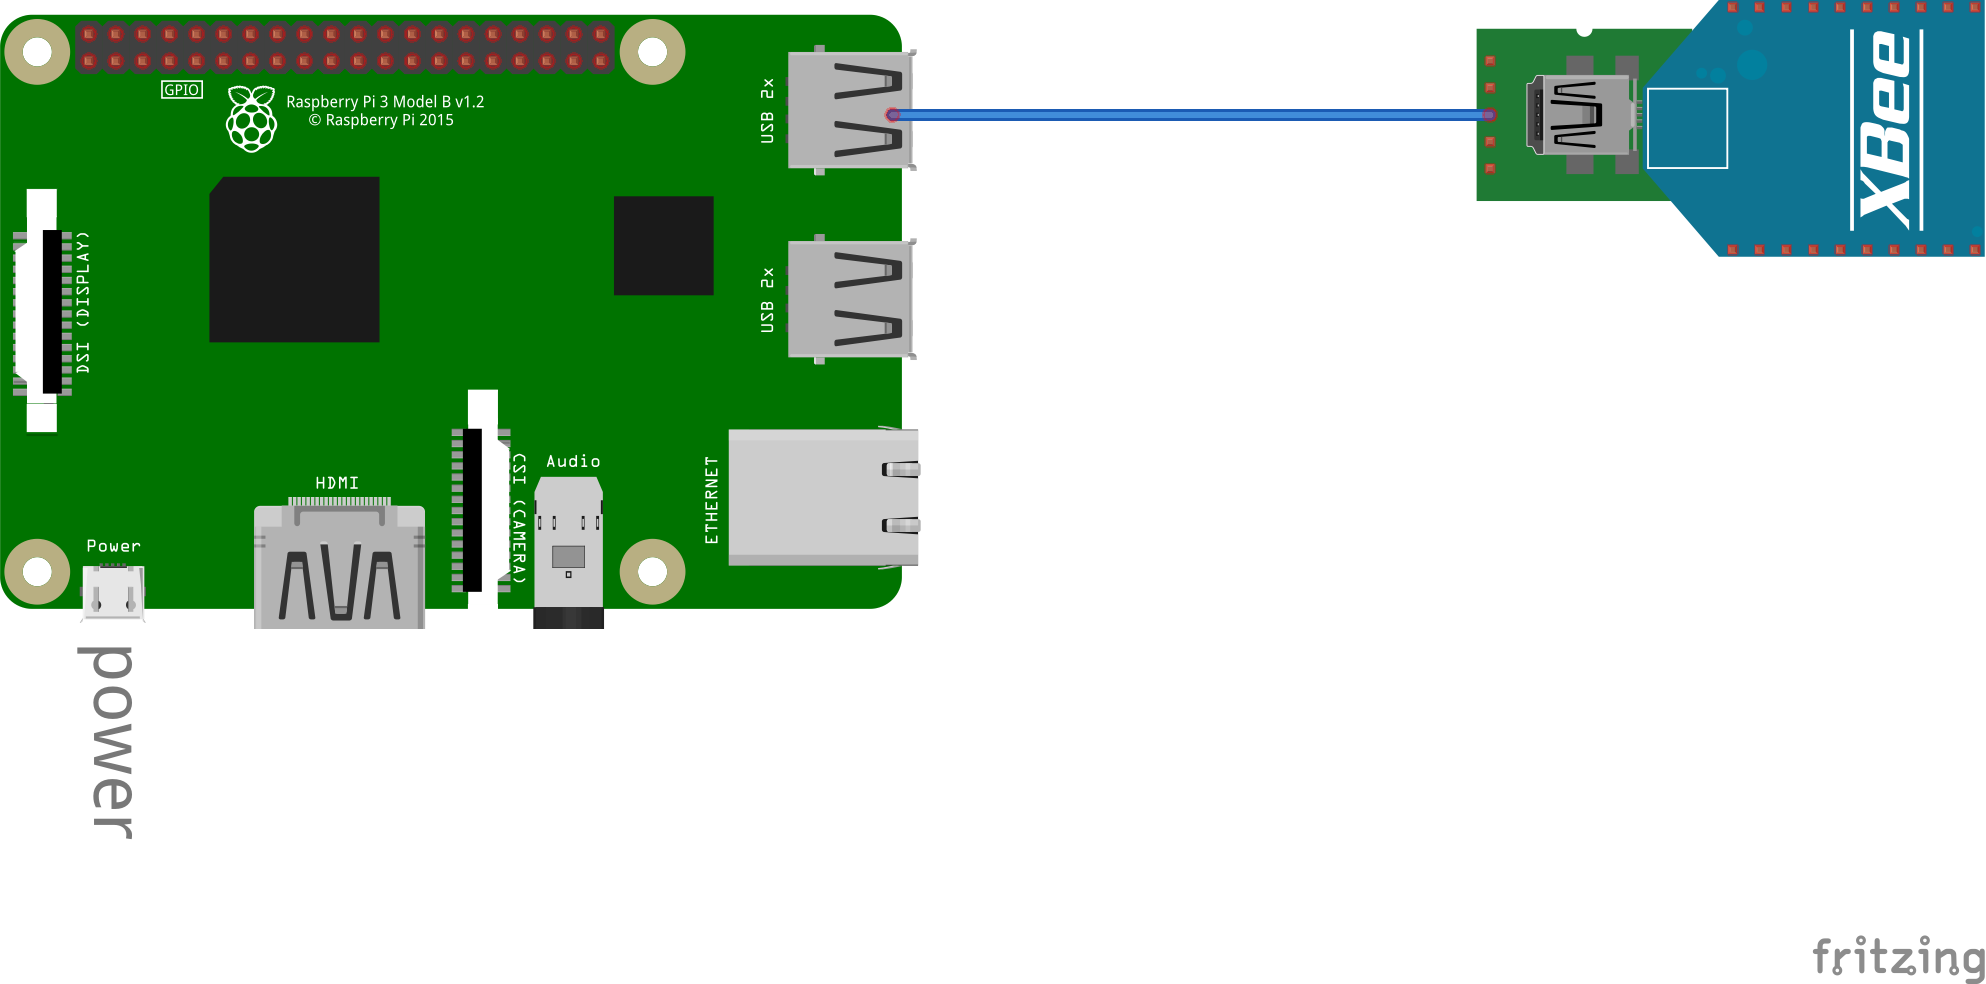 GPIO
Raspberry Pi 3 Model B v1.2
© Raspberry Pi 2015
USB 2x
XBee
DSI (DISPLAY)
USB 2x
HDMI
CSI (CAMERA)
Audio
ETHERNET
Power
power
fritzing